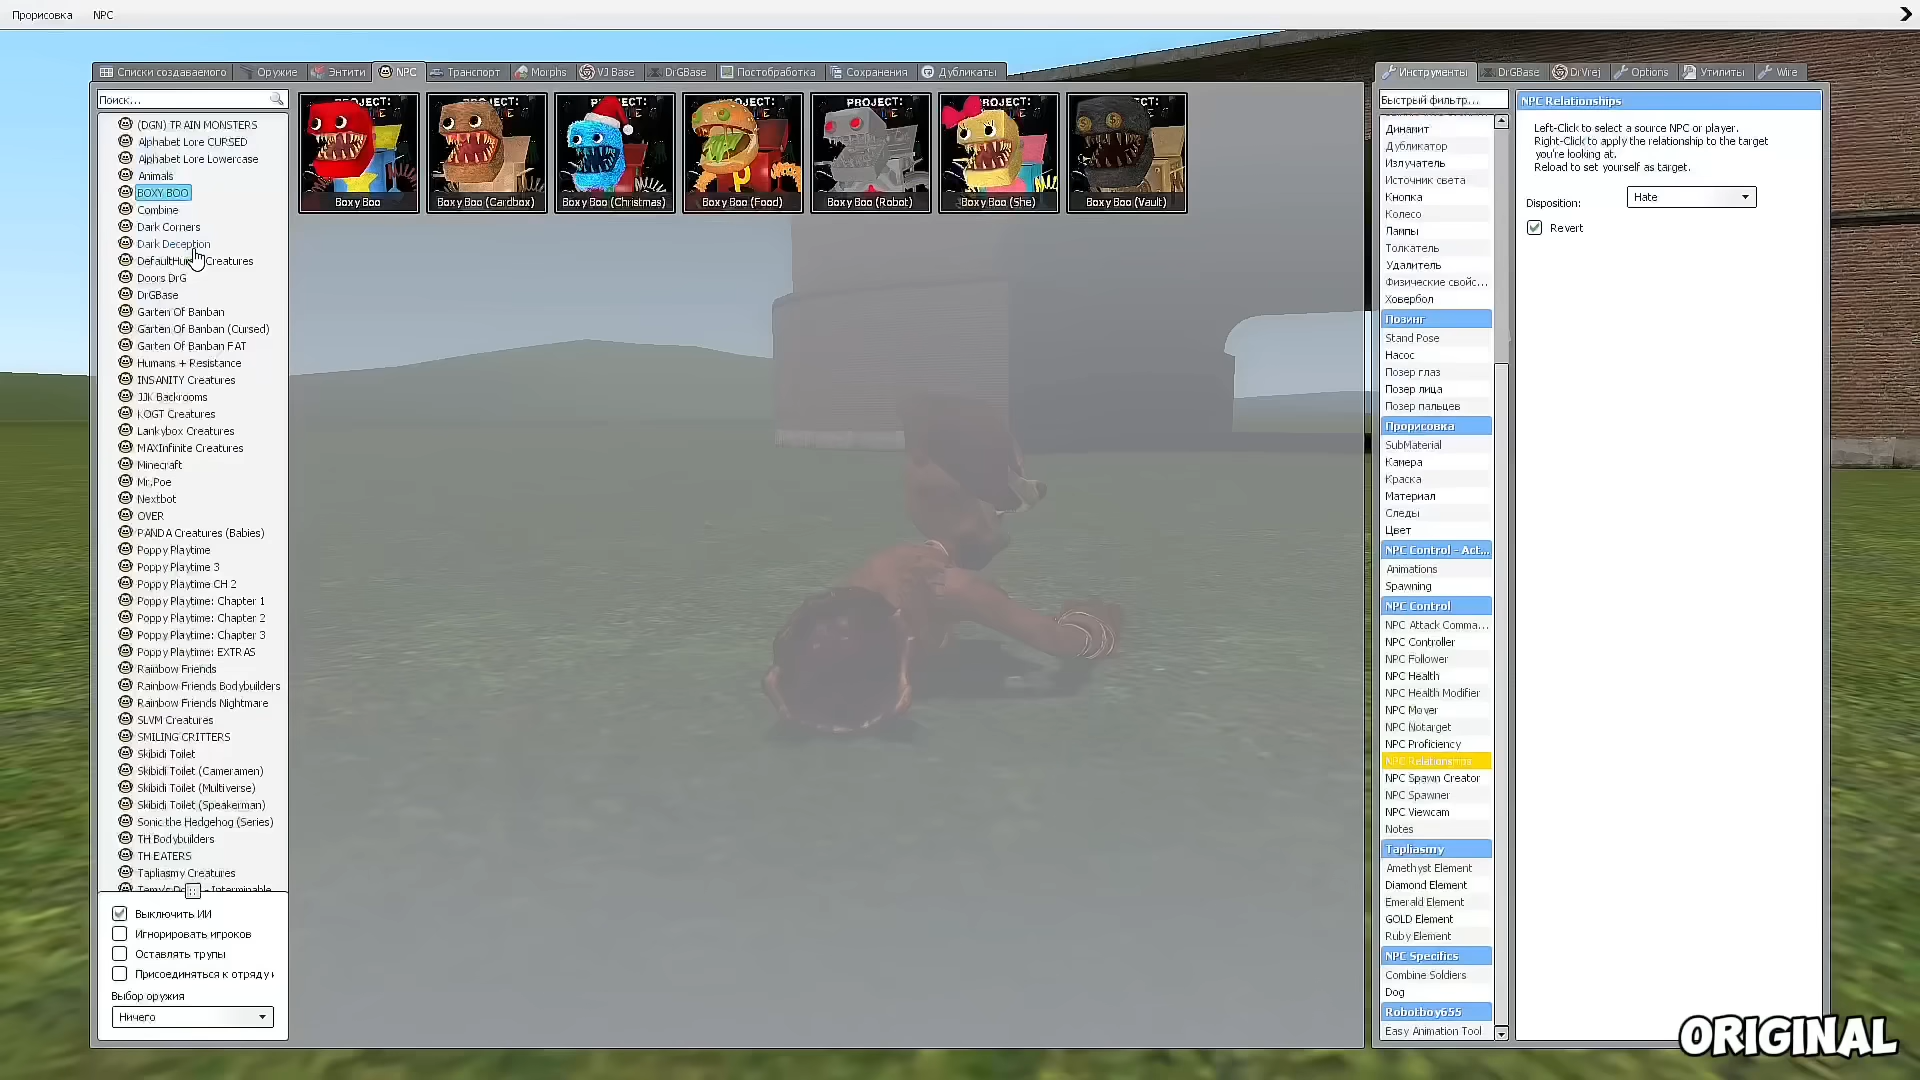 Прорисовка NPC
Списки создаваемого Оружие Энтити NPC Транспорт Morphs VJ Base DrGBase Постобработка Сохранения Дубликаты
Поиск...
(DGN) TRAIN MONSTERS
Alphabet Lore CURSED
Alphabet Lore Lowercase
Animals
BOXY BOO
Combine
Dark Corners
Dark Deception
Creatures
Doors DrG
DrGBase
Garten Of Banban
Garten Of Banban (Cursed)
Garten Of Banban FAT
Humans + Resistance
INSANITY Creatures
JJK Backrooms
KOGT Creatures
Lankybox Creatures
MAXInfinite Creatures
Minecraft
Mr.Poe
Nextbot
OVER
PANDA Creatures (Babies)
Poppy Playtime
Poppy Playtime 3
Poppy Playtime CH 2
Poppy Playtime: Chapter 1
Poppy Playtime: Chapter 2
Poppy Playtime: Chapter 3
Poppy Playtime: EXTRAS
Rainbow Friends
Rainbow Friends Bodybuilders
Rainbow Friends Nightmare
SLVM Creatures
SMILING CRITTERS
Skibidi Toilet
Skibidi Toilet (Cameramen)
Skibidi Toilet (Multiverse)
Skibidi Toilet (Speakerman)
Sonic the Hedgehog (Series)
TH Bodybuilders
TH EATERS
Tapliasmy Creatures
- Interminable
Выключить ИИ
Игнорировать игроков
Оставлять трупы
Присоединяться к отряду
Выбор оружия
Ничего
PROJECT: PROJECT: PROJECT: PROJECT: PROJECT: PROJECT: PROJECT:
Boxy Boo Boxy Boo (Cardbox) Boxy Boo (Christmas) Boxy Boo (Food) Boxy Boo (Robot) Boxy Boo (She) Boxy Boo (Vault)
Инструменты DrGBase DrVrej Options Утилиты Wire
Быстрый фильтр...
Динамит
Дубликатор
Излучатель
Источник света
Кнопка
Колесо
Лампы
Толкатель
Удалитель
Физические свойс...
Ховербол
Позинг
Stand Pose
Насос
Позер глаз
Позер лица
Позер пальцев
Прорисовка
SubMaterial
Камера
Краска
Материал
Следы
Цвет
NPC Control - Act...
Animations
Spawning
NPC Control
NPC Attack Comma...
NPC Controller
NPC Follower
NPC Health
NPC Health Modifier
NPC Mover
NPC Notarget
NPC Proficiency
NPC Relationships
NPC Spawn Creator
NPC Spawner
NPC Viewcam
Notes
Tapliasmy
Amethyst Element
Diamond Element
Emerald Element
GOLD Element
Ruby Element
NPC Specifics
Combine Soldiers
Dog
Robotboy655
Easy Animation Tool
NPC Relationships
Left-Click to select a source NPC or player.
Right-Click to apply the relationship to the target
you're looking at.
Reload to set yourself as target.
Disposition: Hate
Revert
ORIGINAL